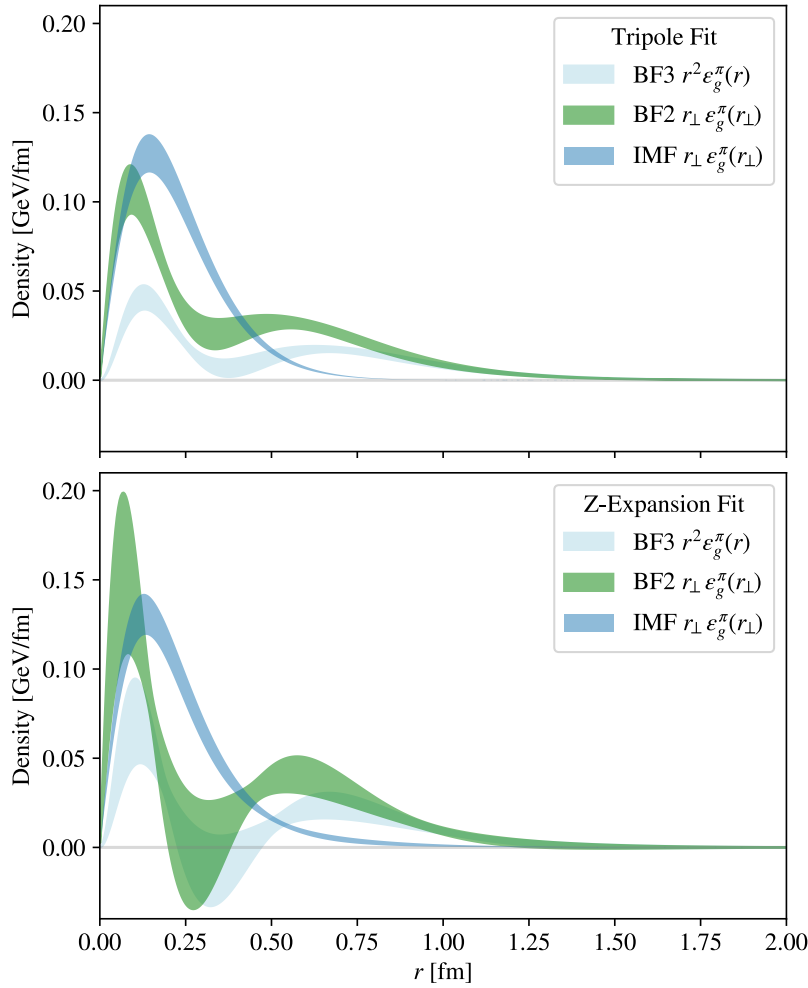 0.20
0.15
0.10
0.05
0.00
Density [GeV/fm]
Tripole Fit
BF3 r²ε_g^π(r)
BF2 r⊥ ε_g^π(r⊥)
IMF r⊥ ε_g^π(r⊥)
0.20
0.15
0.10
0.05
0.00
Density [GeV/fm]
Z-Expansion Fit
BF3 r²ε_g^π(r)
BF2 r⊥ ε_g^π(r⊥)
IMF r⊥ ε_g^π(r⊥)
0.00 0.25 0.50 0.75 1.00 1.25 1.50 1.75 2.00
r [fm]